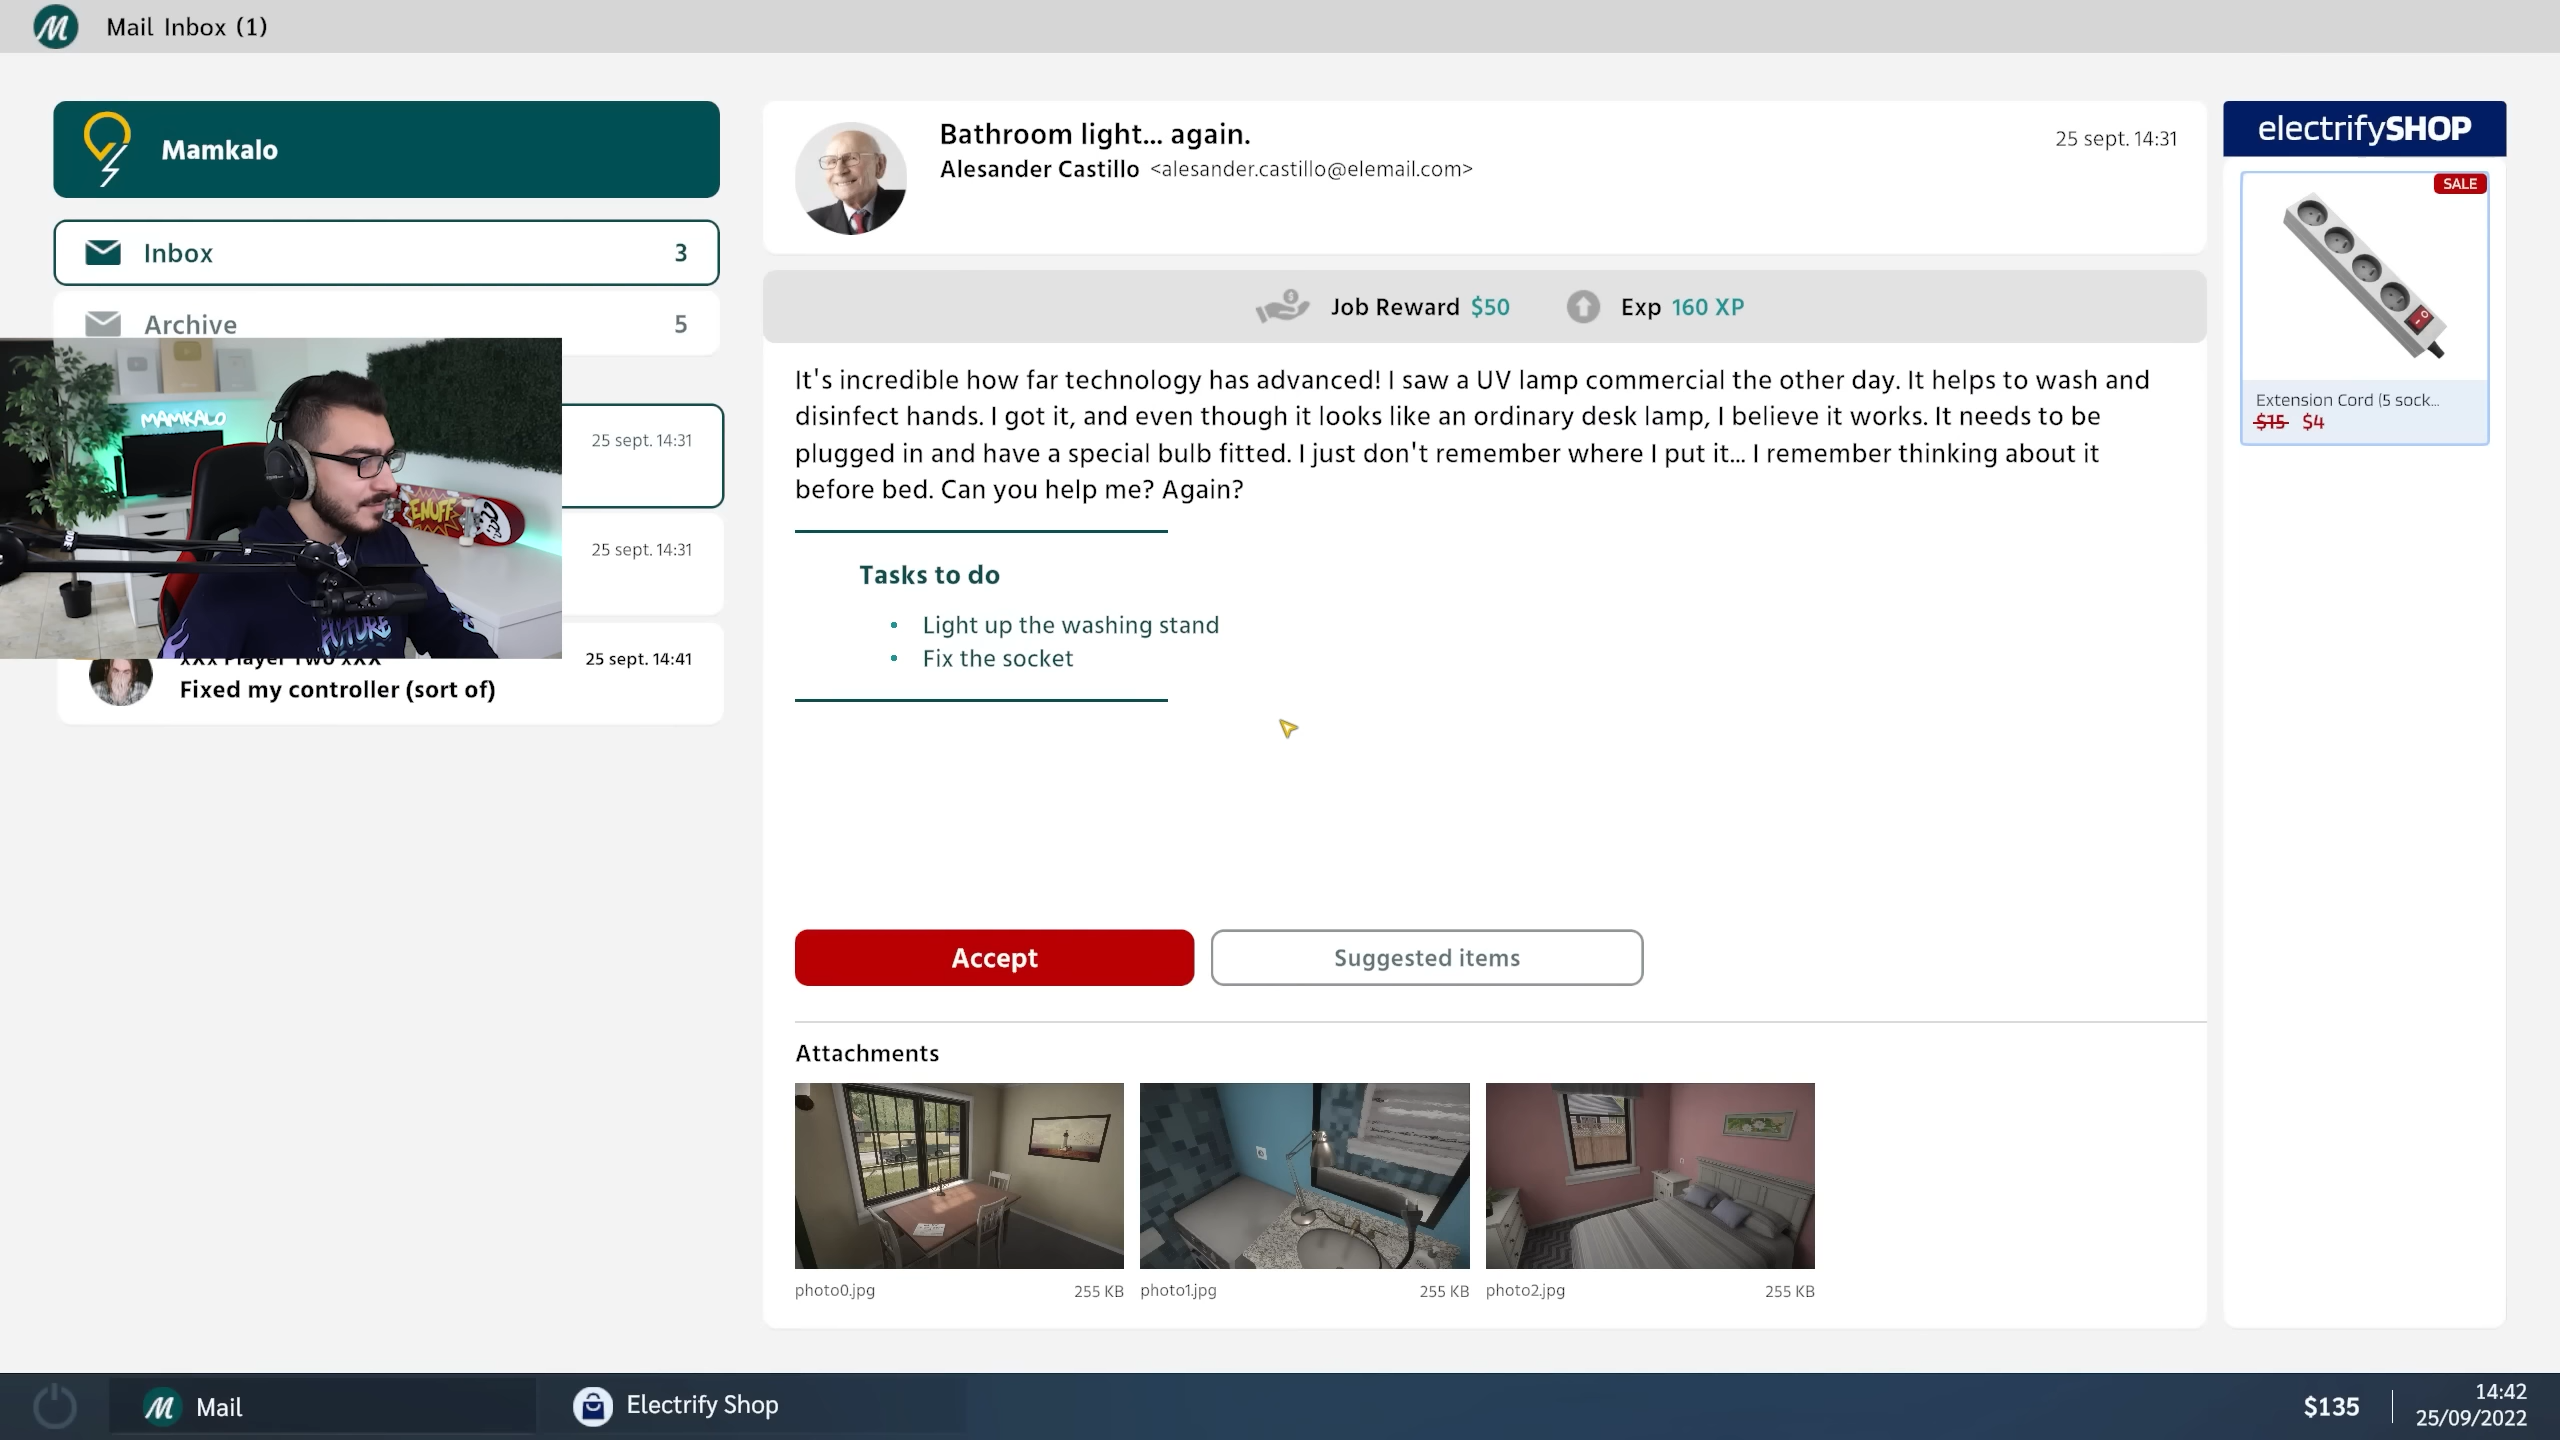 Mail Inbox (1)
Mamkalo
Inbox 3
Archive 5
MAMKALO
ENUFF
25 sept. 14:31
25 sept. 14:31
xXx Player Two xXx
25 sept. 14:41
Fixed my controller (sort of)
Bathroom light... again.
25 sept. 14:31
Alesander Castillo <alesander.castillo@elemail.com>
Job Reward $50 Exp 160 XP
It's incredible how far technology has advanced! I saw a UV lamp commercial the other day. It helps to wash and
disinfect hands. I got it, and even though it looks like an ordinary desk lamp, I believe it works. It needs to be
plugged in and have a special bulb fitted. I just don't remember where I put it... I remember thinking about it
before bed. Can you help me? Again?
Tasks to do
• Light up the washing stand
• Fix the socket
Accept
Suggested items
Attachments
photo0.jpg 255 KB
photo1.jpg 255 KB
photo2.jpg 255 KB
electrifySHOP
SALE
Extension Cord (5 sock...
$15 $4
Mail
Electrify Shop
$135
14:42
25/09/2022